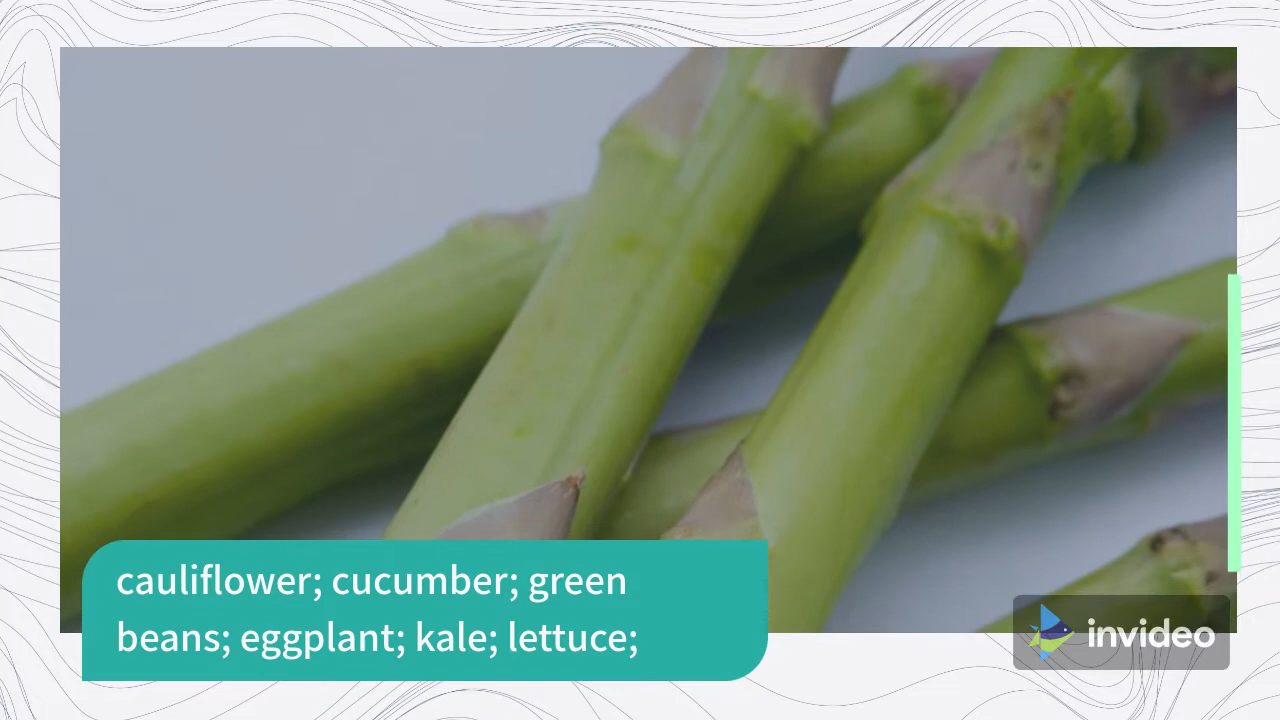 cauliflower; cucumber; green
beans; eggplant; kale; lettuce;
invideo